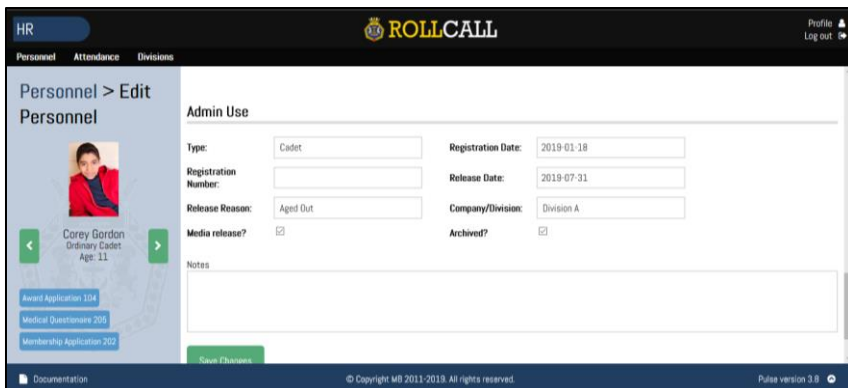 HR
ROLLCALL
Profile
Log out
Personnel Attendance Divisions
Personnel > Edit
Personnel
Corey Gordon
Ordinary Cadet
Age: 11
Award Application 104
Medical Questionaire 205
Membership Application 202
Admin Use
Type: Cadet Registration Date: 2019-01-18
Registration
Number: Release Date: 2019-07-31
Release Reason: Aged Out Company/Division: Division A
Media release? Archived?
Notes
Save Changes
Documentation © Copyright MB 2011-2019. All rights reserved. Pulse version 3.8